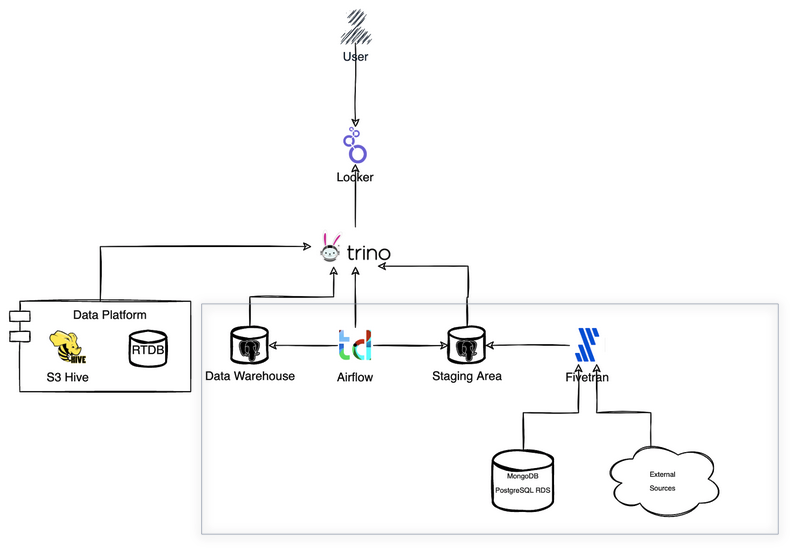 User
Locker
trino
Data Platform
HIVE
S3 Hive
RTDB
td
Data Warehouse
Airflow
Staging Area
Fivetran
MongoDB
PostgreSQL RDS
External
Sources